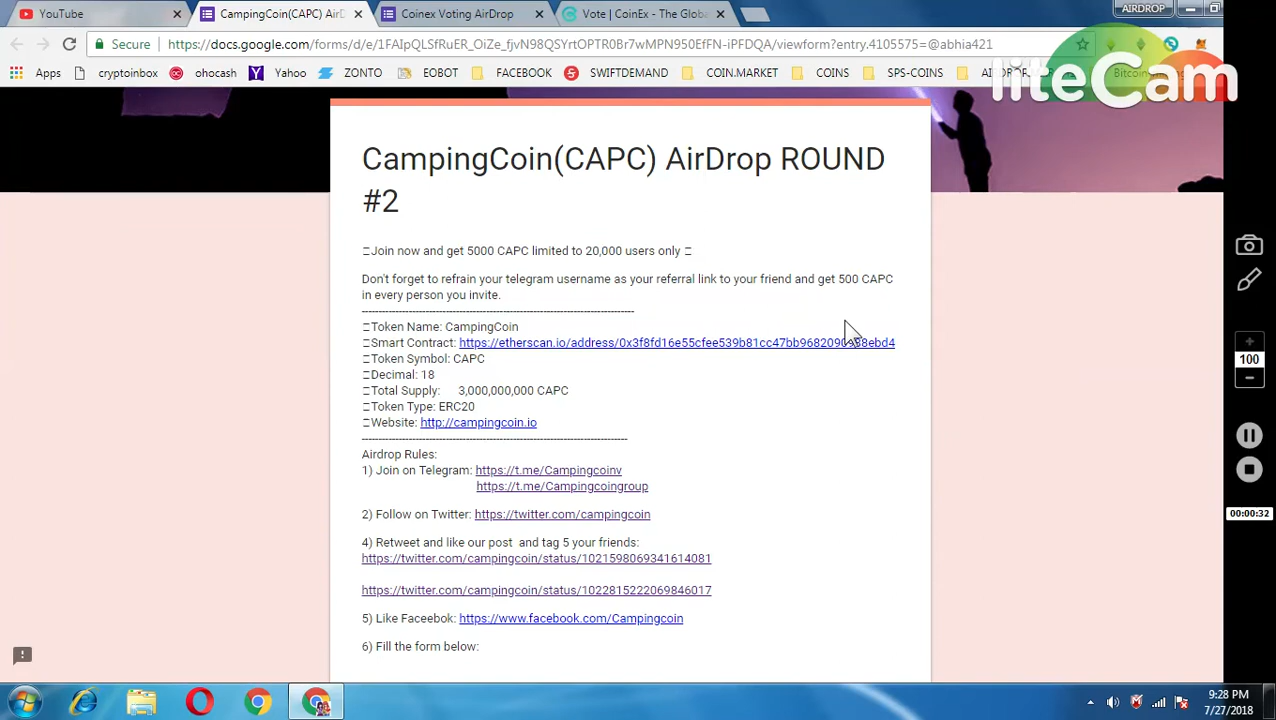 AIRDROP
YouTube
CampingCoin(CAPC) AirD
Coinex Voting AirDrop
Vote | CoinEx - The Globa
Secure
https://docs.google.com/forms/d/e/1FAIpQLSfRuER_OiZe_fjvN98QSYrtOPTR0Br7wMPN950EfFN-iPFDQA/viewform?entry.4105575=@abhia421
Apps cryptoinbox ohocash Yahoo ZONTO EOBOT FACEBOOK SWIFTDEMAND COIN.MARKET COINS SPS-COINS
liteCam
CampingCoin(CAPC) AirDrop ROUND
#2
Join now and get 5000 CAPC limited to 20,000 users only
Don't forget to refrain your telegram username as your referral link to your friend and get 500 CAPC
in every person you invite.
--------------------------------------------------------------------------------
Token Name: CampingCoin
Smart Contract:
Token Symbol: CAPC
Decimal: 18
Total Supply: 3,000,000,000 CAPC
Token Type: ERC20
Website: http://campingcoin.io
------------------------------------------------------------------------------
Airdrop Rules:
1) Join on Telegram: https://t.me/Campingcoinv
https://t.me/Campingcoingroup
2) Follow on Twitter: https://twitter.com/campingcoin
4) Retweet and like our post and tag 5 your friends:
https://twitter.com/campingcoin/status/1021598069341614081
https://twitter.com/campingcoin/status/1022815222069846017
5) Like Faceebok: https://www.facebook.com/Campingcoin
6) Fill the form below:
100
00:00:32
9:28 PM
7/27/2018